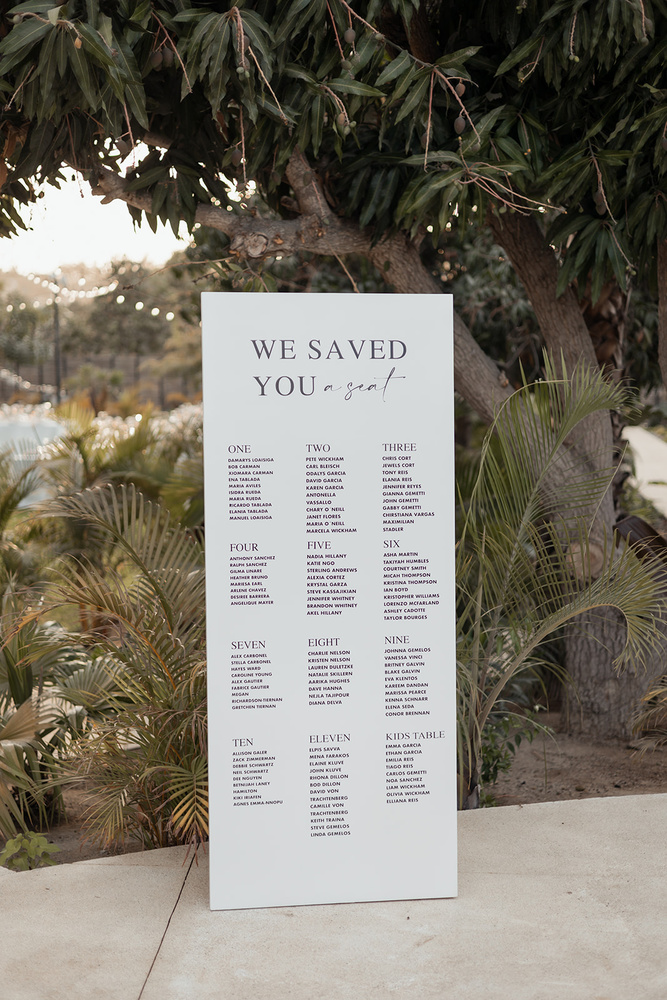 WE SAVED
YOU a seat
ONE
DAMARYS LOAISIGA
BOB CARMAN
XIOMARA CARMAN
ENA TABLADA
MARIA AVILES
ISIDRA RUEDA
MARIA RUEDA
RICARDO TABLADA
ELANIA TABLADA
MANUEL LOAISIGA
TWO
PETE WICKHAM
CARL BLEISCH
ODALYS GARCIA
DAVID GARCIA
KAREN GARCIA
ANTONELLA
VASSALLO
CHARY O´NEILL
JANET FLORES
MARIA O´NEILL
MARCELA WICKHAM
THREE
CHRIS CORT
JEWELS CORT
TONY REIS
ELANIA REIS
JENNIFER REYES
GIANNA GEMETTI
JOHN GEMETTI
GABBY GEMETTI
CHIRSTIANA VARGAS
MAXIMILIAN
STADLER
FOUR
ANTHONY SANCHEZ
RALPH SANCHEZ
GILMA LINARE
HEATHER BRUNO
MARIESA EARL
ARLENE CHAVEZ
DESIREE BARRERA
ANGELIQUE MAYER
FIVE
NADIA HILLANY
KATIE NGO
STERLING ANDREWS
ALEXIA CORTEZ
KRYSTAL GARZA
STEVE KASSAJIKIAN
JENNIFER WHITNEY
BRANDON WHITNEY
AKEL HILLANY
SIX
ASHA MARTIN
TAKIYAH HUMBLES
COURTNEY SMITH
MICAH THOMPSON
KRISTINA THOMPSON
IAN BOYD
KRISTOPHER WILLIAMS
LORENZO MCFARLAND
ASHLEY CADOTTE
TAYLOR BOURGES
SEVEN
ALEX CARBONEL
STELLA CARBONEL
HAYES WARD
CAROLINE YOUNG
ALEX GAUTIER
FABRICE GAUTIER
MEGAN
RICHARDSON-TIERNAN
GRETCHEN TIERNAN
EIGHT
CHARLIE NELSON
KRISTEN NELSON
LAUREN DULETZKE
NATALIE SKILLERN
AARIKA HUGHES
DAVE HANNA
NEJLA TAJIPOUR
DIANA DELVA
NINE
JOHNNA GEMELOS
VANESSA VINCI
BRITNEY GALVIN
BLAKE GALVIN
EVA KLENTOS
KAREEM DANDAN
MARISSA PEARCE
KENNA SCHNARR
ELENA SEDA
CONOR BRENNAN
TEN
ALLISON GALER
ZACK ZIMMERMAN
DEBBIE SCHWARTZ
NEIL SCHWARTZ
DEE NGUYEN
BETNIJAH LANEY
HAMILTON
KIKI IRIAFEN
AGNES EMMA-NNOPU
ELEVEN
ELPIS SAVVA
MENA FARAKOS
ELAINE KLUVE
JOHN KLUVE
RHONA DILLON
BOD DILLON
DAVID VON
TRACHTENBERG
CAMILLE VON
TRACHTENBERG
KEITH TRAINA
STEVE GEMELOS
LINDA GEMELOS
KIDS TABLE
EMMA GARCIA
ETHAN GARCIA
EMILIA REIS
TIAGO REIS
CARLOS GEMETTI
NOA SANCHEZ
LIAM WICKHAM
OLIVIA WICKHAM
ELLIANA REIS